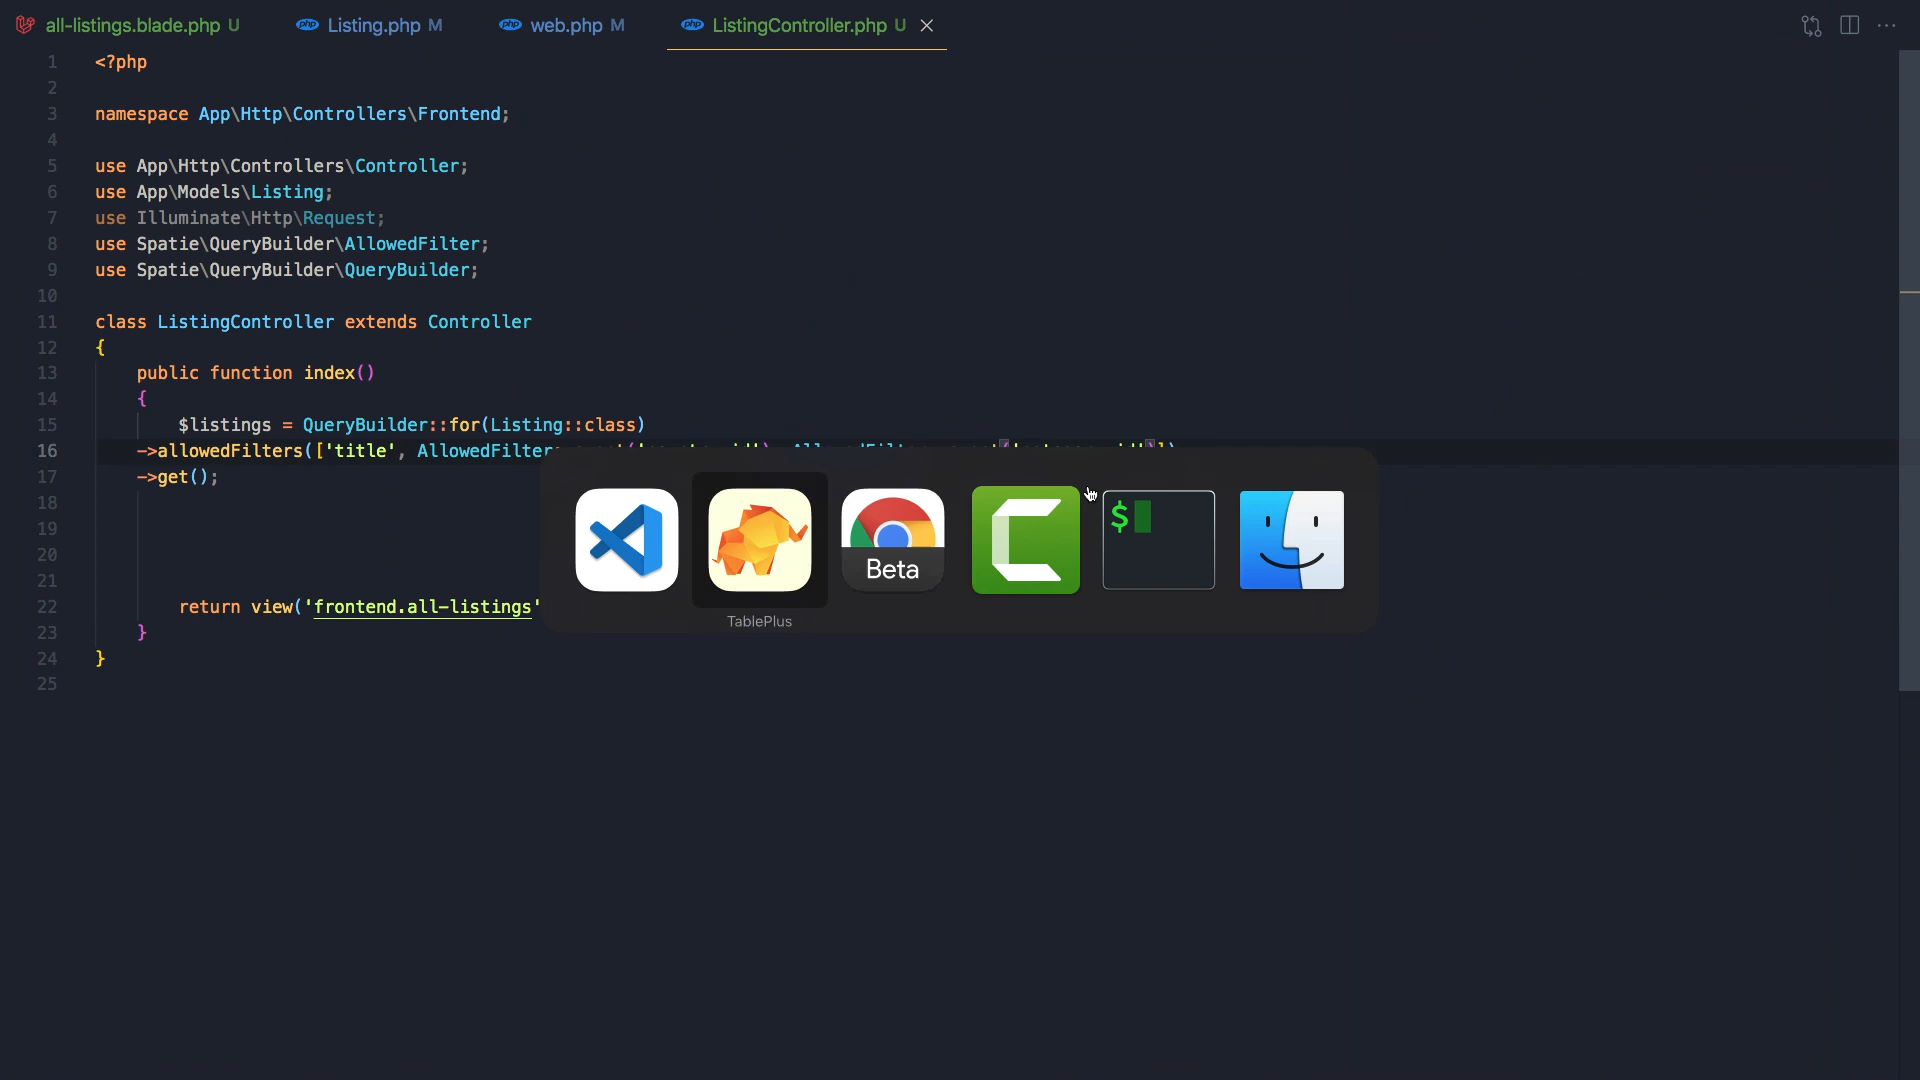 all-listings.blade.php U
php Listing.php M
php web.php M
php ListingController.php U
1 <?php
2
3 namespace App\Http\Controllers\Frontend;
4
5 use App\Http\Controllers\Controller;
6 use App\Models\Listing;
7 use Illuminate\Http\Request;
8 use Spatie\QueryBuilder\AllowedFilter;
9 use Spatie\QueryBuilder\QueryBuilder;
10
11 class ListingController extends Controller
12 {
13 public function index()
14 {
15 $listings = QueryBuilder::for(Listing::class)
16 ->allowedFilters(['title', AllowedFilter
17 ->get();
18
19
20
21
22 return view('frontend.all-listings'
23 }
24 }
25
Beta
$
TablePlus